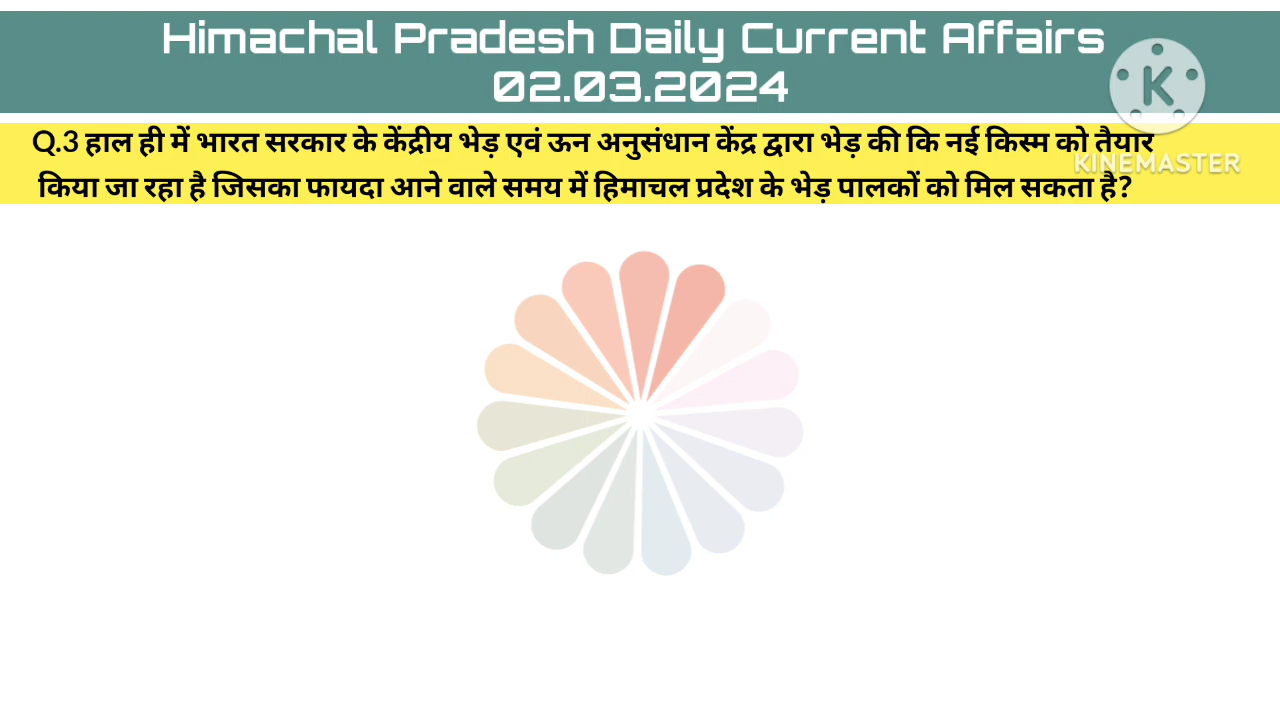 Himachal Pradesh Daily Current Affairs
02.03.2024
K
KINEMASTER
Q.3 हाल ही में भारत सरकार के केंद्रीय भेड़ एवं ऊन अनुसंधान केंद्र द्वारा भेड़ की कि नई किस्म को तैयार
किया जा रहा है जिसका फायदा आने वाले समय में हिमाचल प्रदेश के भेड़ पालकों को मिल सकता है?